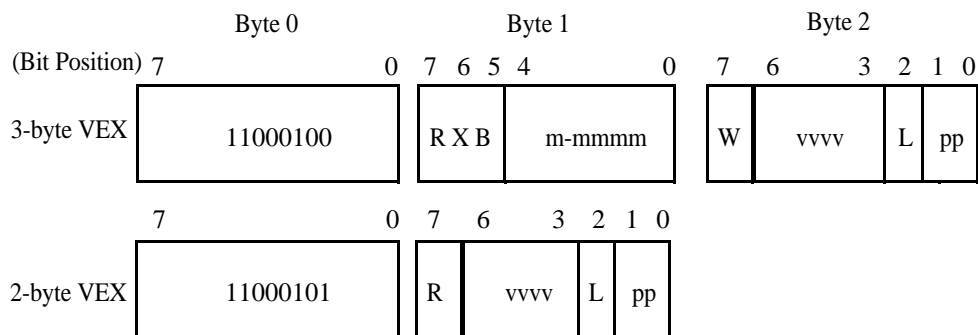 Byte 0 Byte 1 Byte 2
(Bit Position) 7 0 7 6 5 4 0 7 6 3 2 1 0
3-byte VEX 11000100 R X B m-mmmm W vvvv L pp
7 0 7 6 3 2 1 0
2-byte VEX 11000101 R vvvv L pp